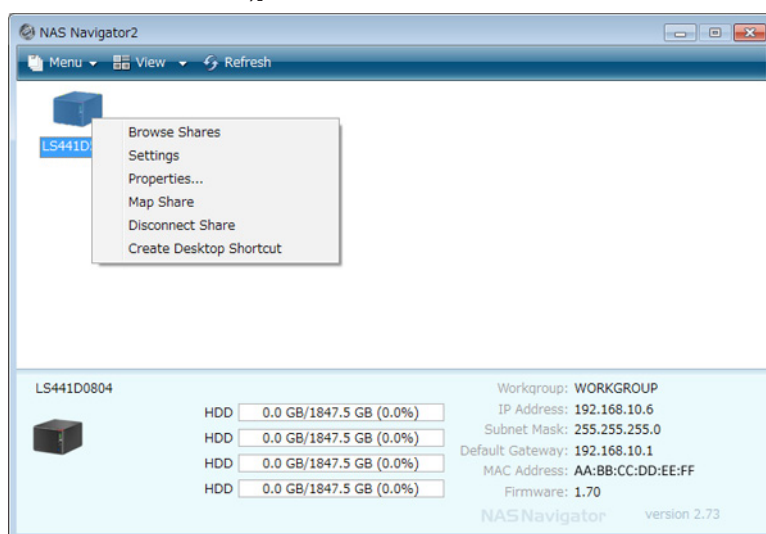 NAS Navigator2
Menu View Refresh
LS441D
Browse Shares
Settings
Properties...
Map Share
Disconnect Share
Create Desktop Shortcut
LS441D0804
HDD 0.0 GB/1847.5 GB (0.0%)
HDD 0.0 GB/1847.5 GB (0.0%)
HDD 0.0 GB/1847.5 GB (0.0%)
HDD 0.0 GB/1847.5 GB (0.0%)
Workgroup: WORKGROUP
IP Address: 192.168.10.6
Subnet Mask: 255.255.255.0
Default Gateway: 192.168.10.1
MAC Address: AA:BB:CC:DD:EE:FF
Firmware: 1.70
NAS Navigator version 2.73